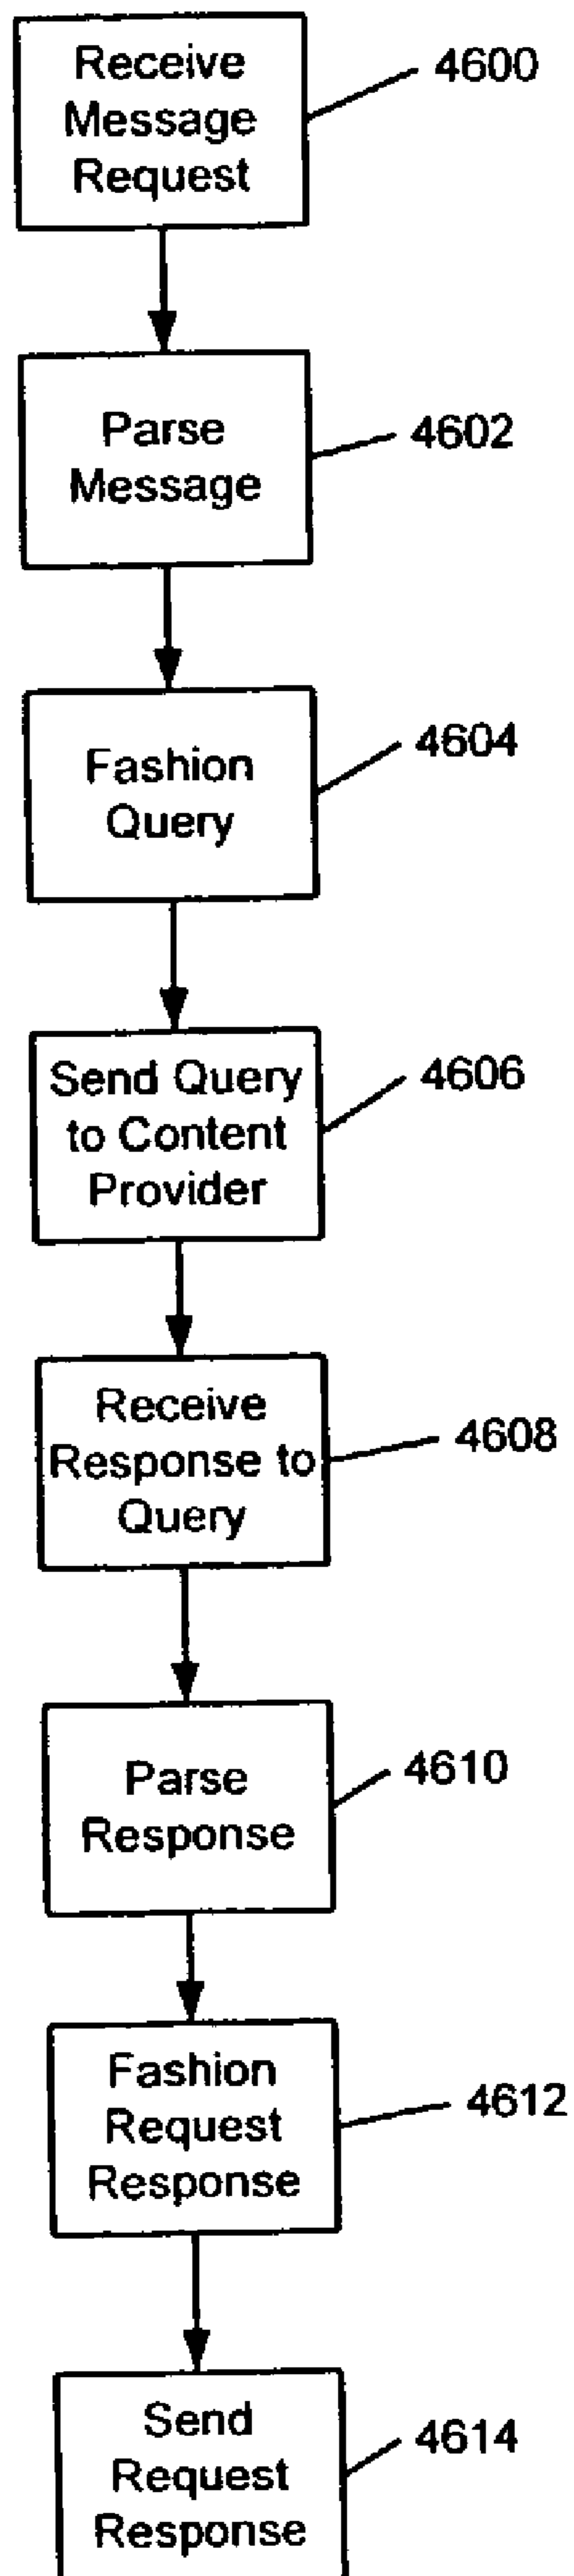 Receive
Message
Request
4600
Parse
Message
4602
Fashion
Query
4604
Send Query
to Content
Provider
4606
Receive
Response to
Query
4608
Parse
Response
4610
Fashion
Request
Response
4612
Send
Request
Response
4614